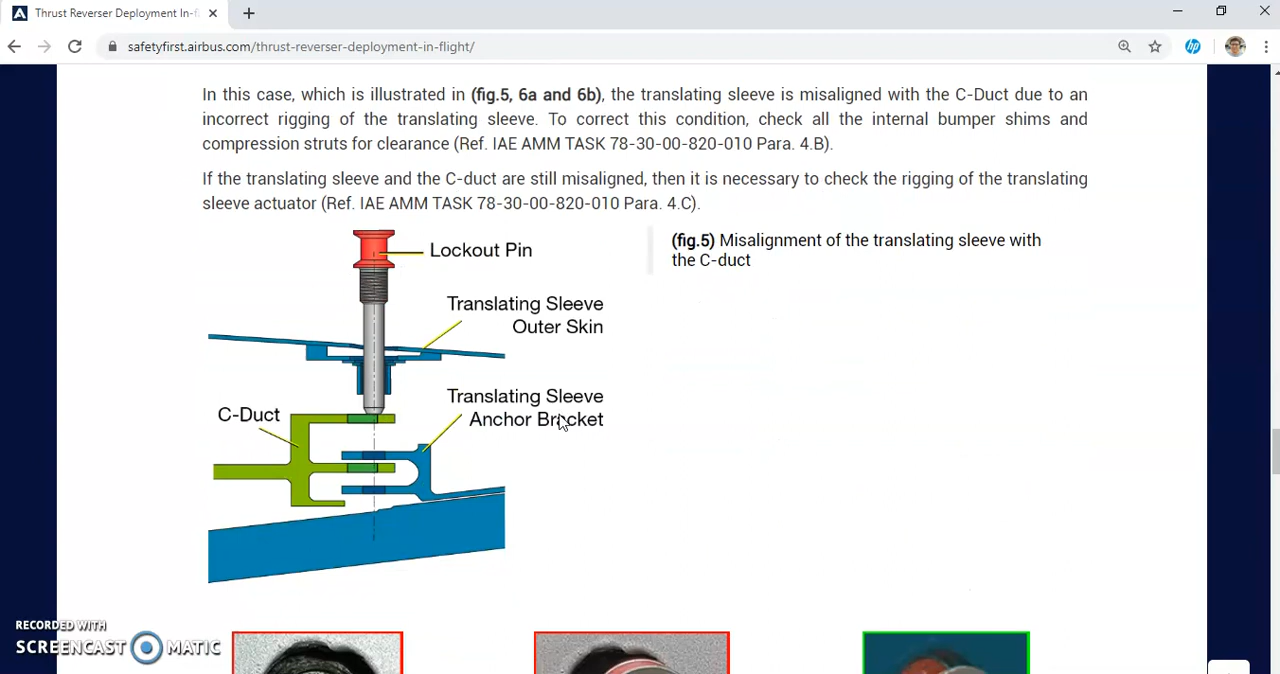 Thrust Reverser Deployment In-f
safetyfirst.airbus.com/thrust-reverser-deployment-in-flight/
In this case, which is illustrated in (fig.5, 6a and 6b), the translating sleeve is misaligned with the C-Duct due to an
incorrect rigging of the translating sleeve. To correct this condition, check all the internal bumper shims and
compression struts for clearance (Ref. IAE AMM TASK 78-30-00-820-010 Para. 4.B).
If the translating sleeve and the C-duct are still misaligned, then it is necessary to check the rigging of the translating
sleeve actuator (Ref. IAE AMM TASK 78-30-00-820-010 Para. 4.C).
Lockout Pin
(fig.5) Misalignment of the translating sleeve with
the C-duct
Translating Sleeve
Outer Skin
Translating Sleeve
Anchor Bracket
C-Duct
RECORDED WITH
SCREENCAST MATIC